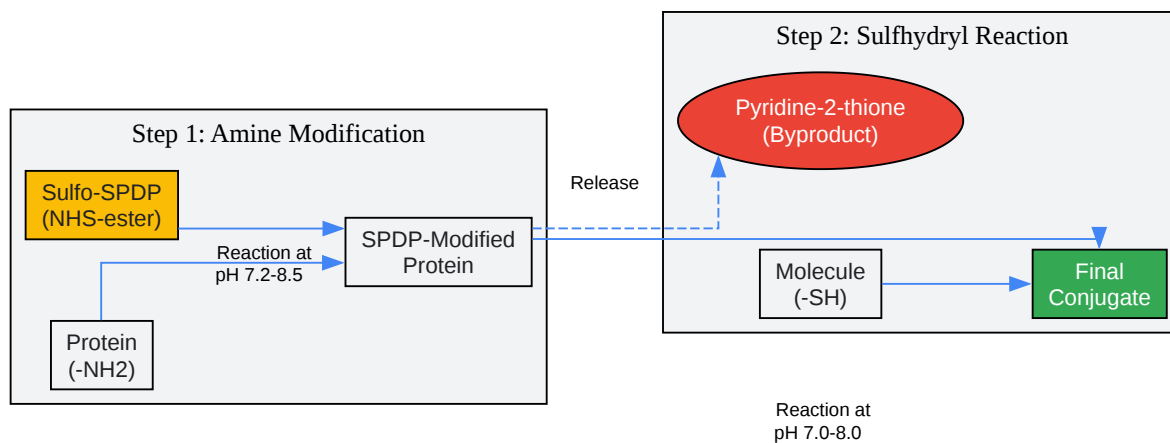 Step 1: Amine Modification
Sulfo-SPDP
(NHS-ester)
Reaction at
pH 7.2-8.5
Protein
(-NH2)
SPDP-Modified
Protein
Release
Step 2: Sulfhydryl Reaction
Pyridine-2-thione
(Byproduct)
Molecule
(-SH)
Final
Conjugate
Reaction at
pH 7.0-8.0